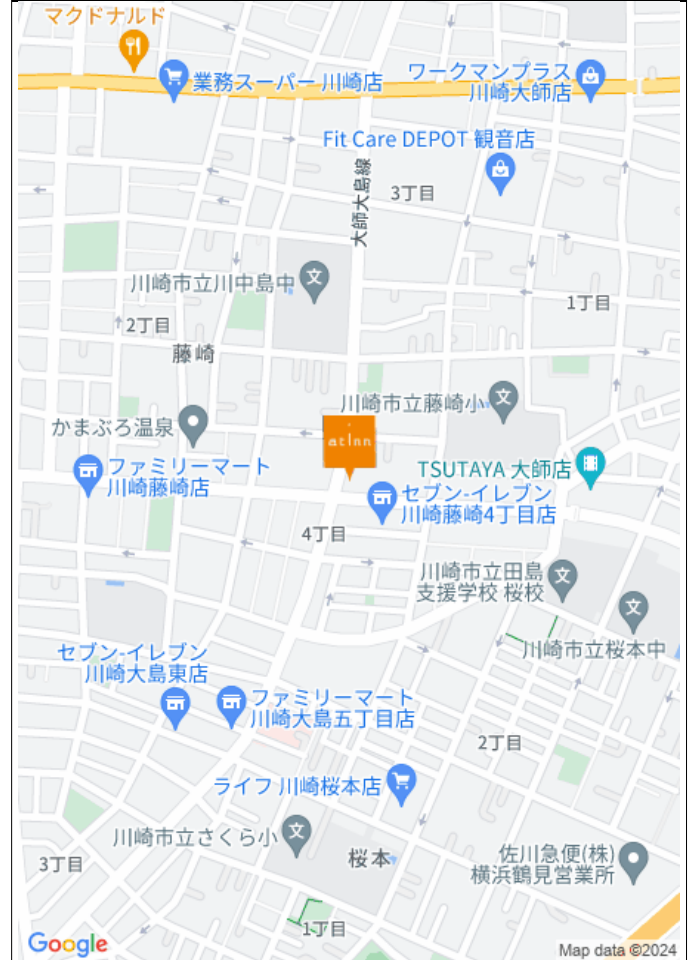 マクドナルド
業務スーパー 川崎店
ワークマンプラス
川崎大師店
Fit Care DEPOT 観音店
大師大島線
3丁目
川崎市立川中島中
文
1丁目
2丁目
藤崎
川崎市立藤崎小
文
かまぶろ温泉
at inn
ファミリーマート
川崎藤崎店
TSUTAYA 大師店
セブン-イレブン
川崎藤崎4丁目店
4丁目
川崎市立田島
支援学校 桜校
文
文
川崎市立桜本中
セブン-イレブン
川崎大島東店
ファミリーマート
川崎大島五丁目店
2丁目
ライフ 川崎桜本店
川崎市立さくら小
文
桜本
3丁目
佐川急便(株)
横浜鶴見営業所
1丁目
Google
Map data ©2024